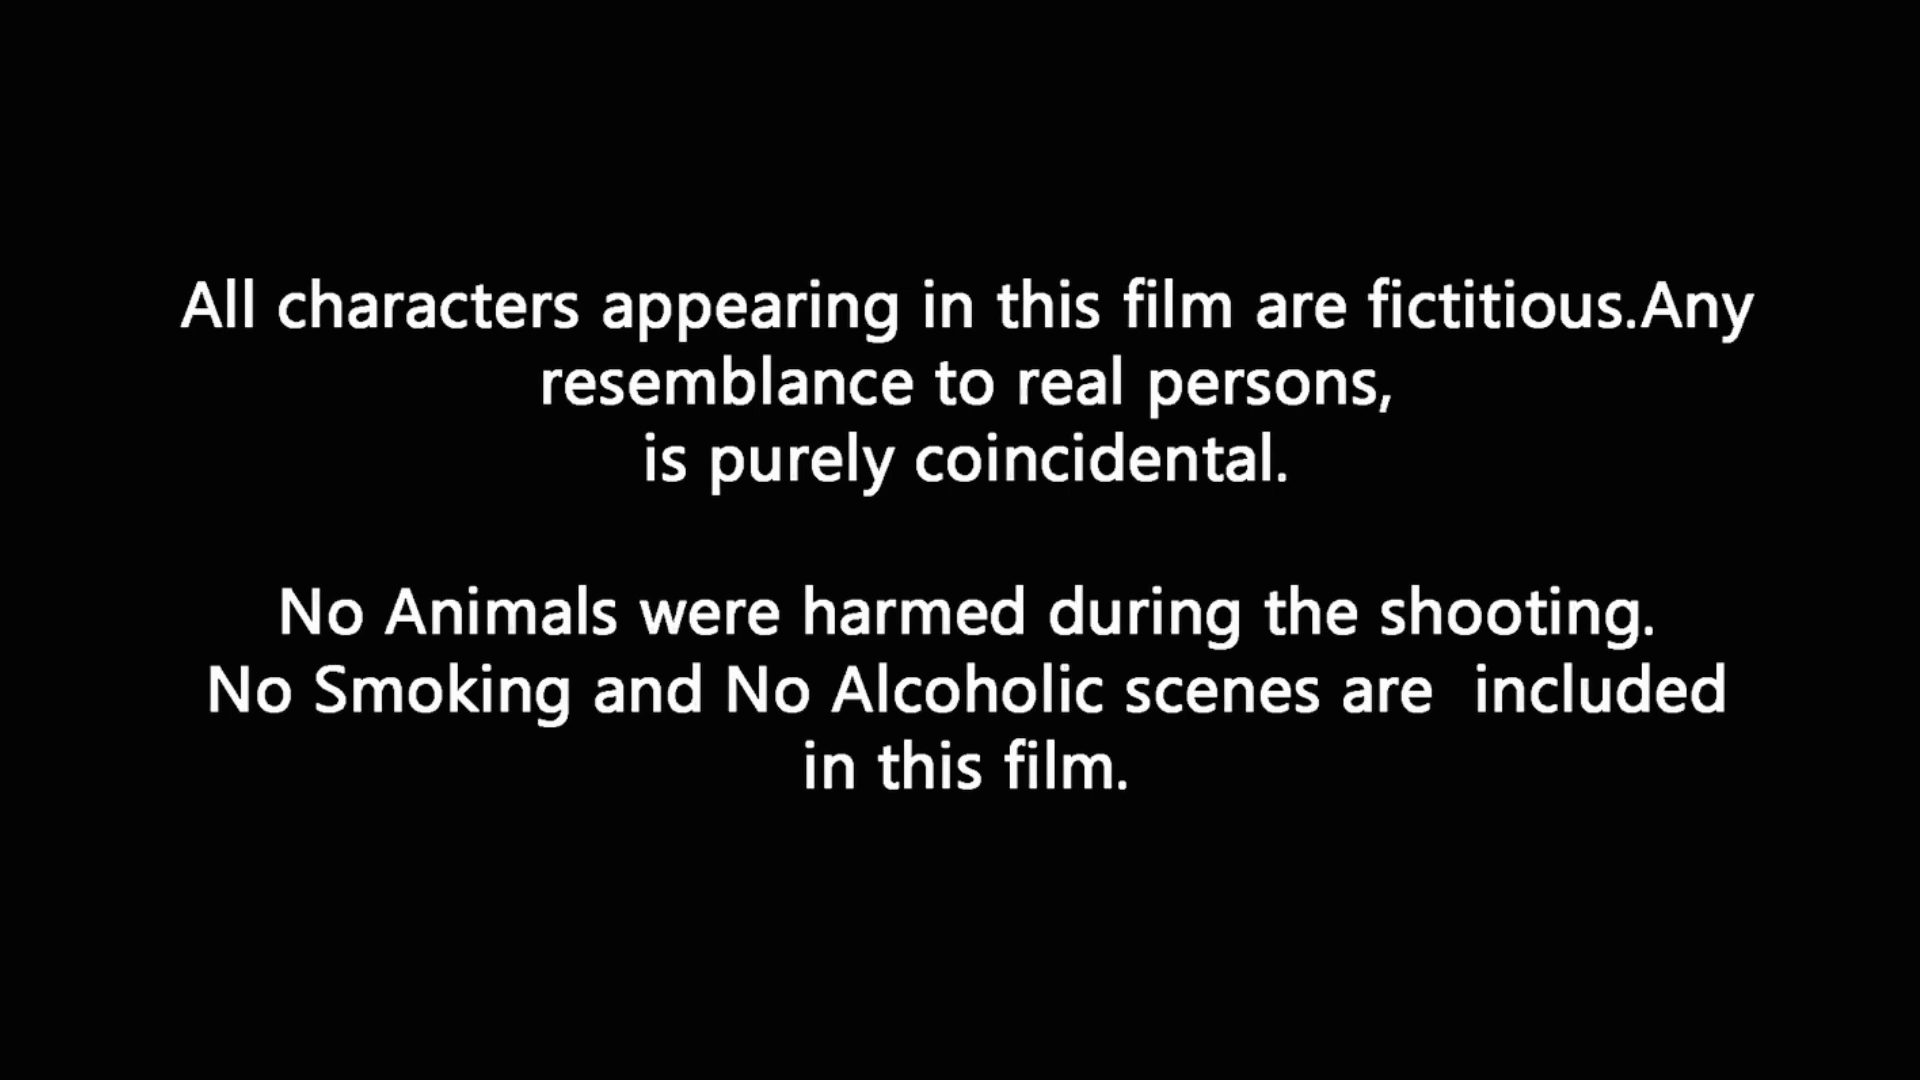 All characters appearing in this film are fictitious.Any
resemblance to real persons,
is purely coincidental.
No Animals were harmed during the shooting.
No Smoking and No Alcoholic scenes are  included
in this film.